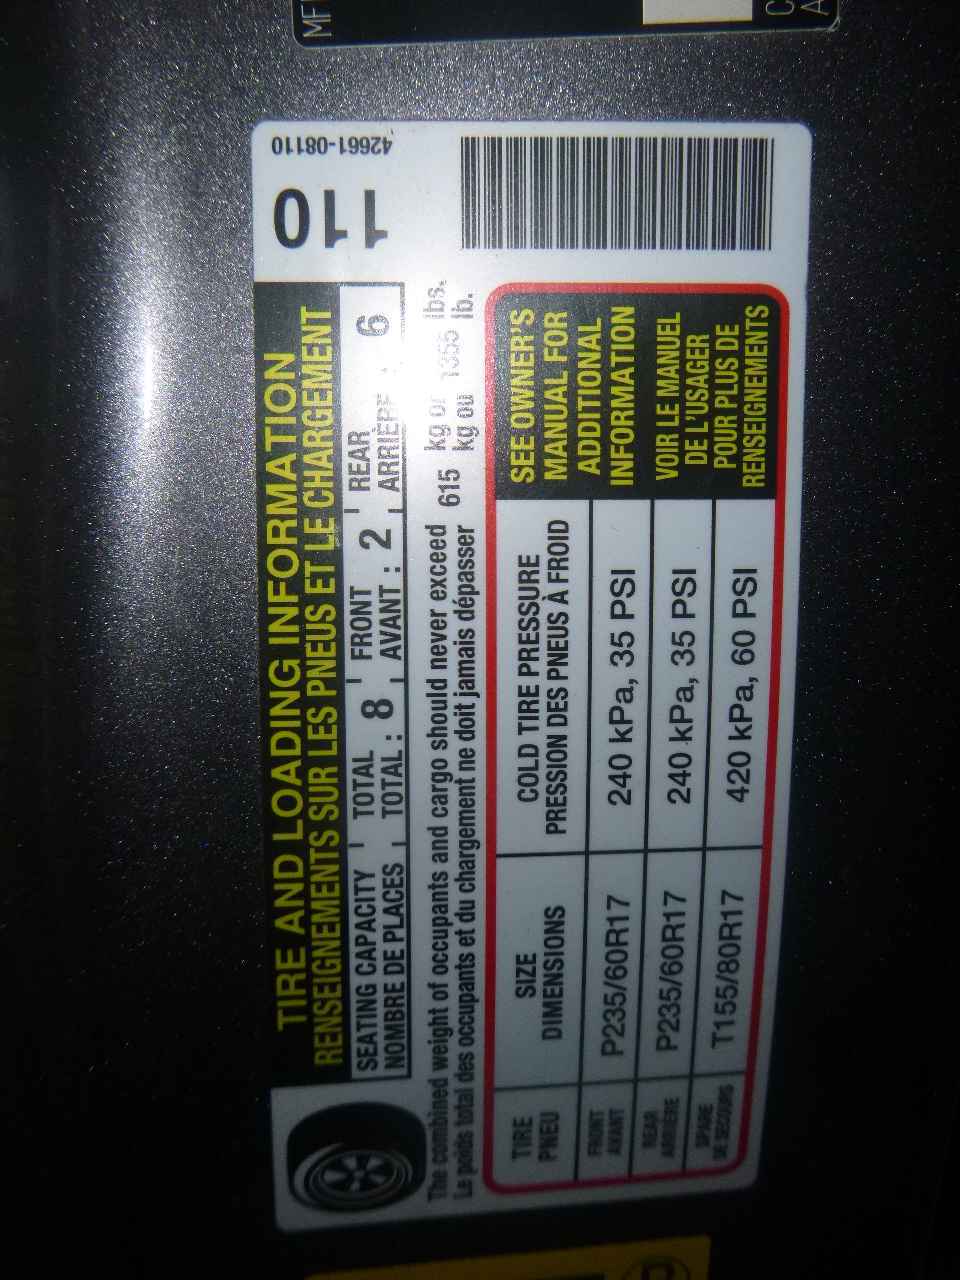 MF
C
A
TIRE AND LOADING INFORMATION
RENSEIGNEMENTS SUR LES PNEUS ET LE CHARGEMENT
110
42661-08110
SEATING CAPACITY TOTAL FRONT REAR
NOMBRE DE PLACES TOTAL : 8 AVANT : 2 ARRIÈRE : 6
The combined weight of occupants and cargo should never exceed 615 kg or 1355 lbs.
Le poids total des occupants et du chargement ne doit jamais dépasser kg ou lb.
TIRE SIZE COLD TIRE PRESSURE
PNEU DIMENSIONS PRESSION DES PNEUS À FROID
FRONT P235/60R17 240 kPa, 35 PSI
AVANT
REAR P235/60R17 240 kPa, 35 PSI
ARRIÈRE
SPARE T155/80R17 420 kPa, 60 PSI
DE SECOURS
SEE OWNER'S
MANUAL FOR
ADDITIONAL
INFORMATION
VOIR LE MANUEL
DE L'USAGER
POUR PLUS DE
RENSEIGNEMENTS